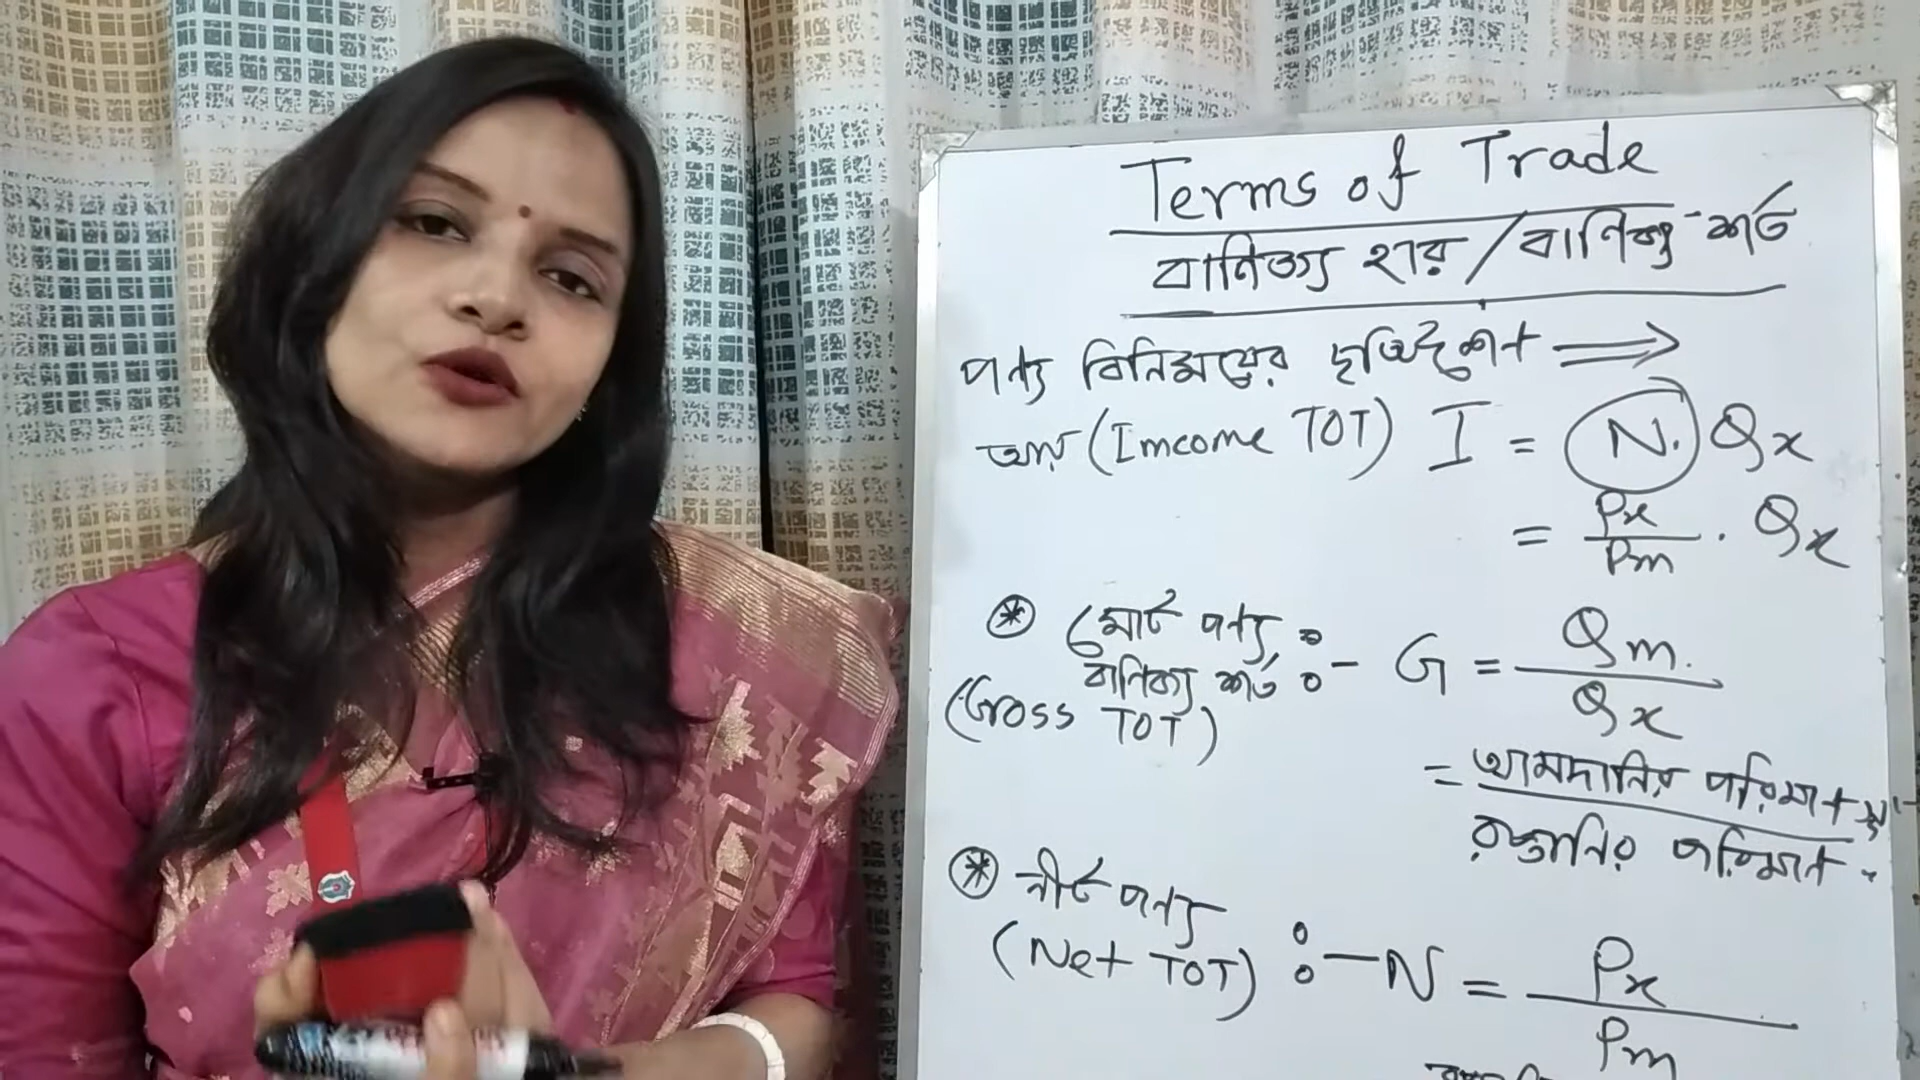 Terms of Trade
বানিজ্য হার / বানিজ্য শর্ত
পণ্য বিনিময়ের দৃষ্টিকোণ ⟹
আয় (Imcome TOT) I = N. Qx
= Px/Pm . Qx
⊛ মোট পণ্য
বাণিজ্য শর্ত :- G = Qm./Qx
(Gross TOT)
= আমদানির পরিমাণ
রপ্তানির পরিমাণ
⊛ নীট পণ্য
(Net TOT) :- N = Px/Pm